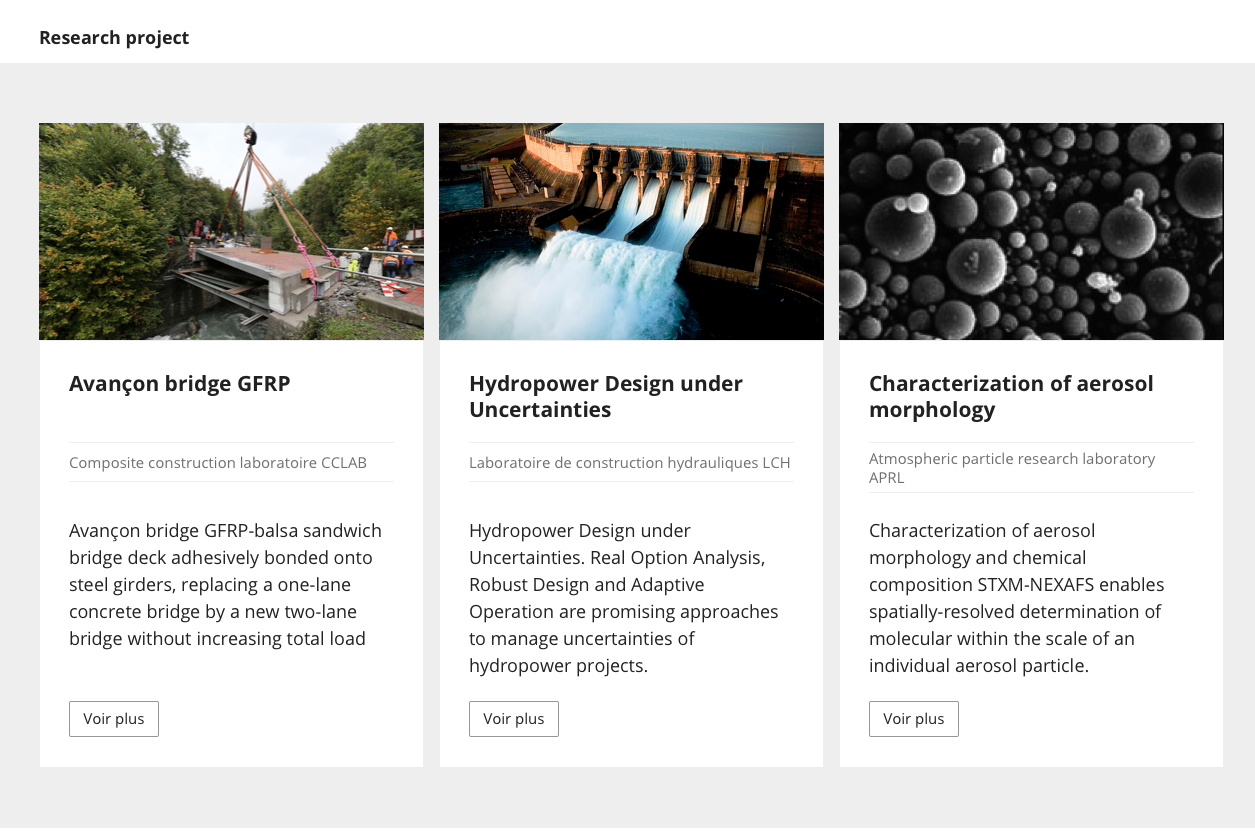 Research project
Avançon bridge GFRP
Composite construction laboratoire CCLAB
Avançon bridge GFRP-balsa sandwich
bridge deck adhesively bonded onto
steel girders, replacing a one-lane
concrete bridge by a new two-lane
bridge without increasing total load
Voir plus
Hydropower Design under
Uncertainties
Laboratoire de construction hydrauliques LCH
Hydropower Design under
Uncertainties. Real Option Analysis,
Robust Design and Adaptive
Operation are promising approaches
to manage uncertainties of
hydropower projects.
Voir plus
Characterization of aerosol
morphology
Atmospheric particle research laboratory
APRL
Characterization of aerosol
morphology and chemical
composition STXM-NEXAFS enables
spatially-resolved determination of
molecular within the scale of an
individual aerosol particle.
Voir plus